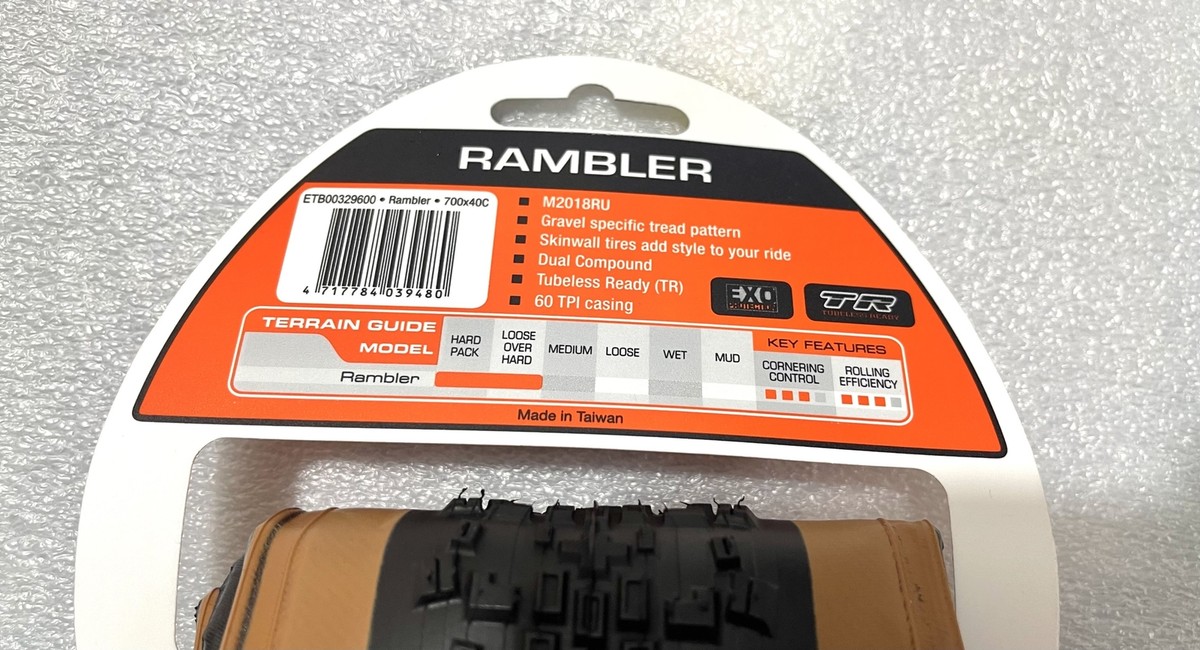 RAMBLER
ETB00329600 • Rambler • 700x40C
4 717784 039480
M2018RU
Gravel specific tread pattern
Skinwall tires add style to your ride
Dual Compound
Tubeless Ready (TR)
60 TPI casing
EXO
PROTECTION
TR
TUBELESS READY
TERRAIN GUIDE
MODEL
HARD
PACK
LOOSE
OVER
HARD
MEDIUM
LOOSE
WET
MUD
KEY FEATURES
CORNERING
CONTROL
ROLLING
EFFICIENCY
Rambler
Made in Taiwan